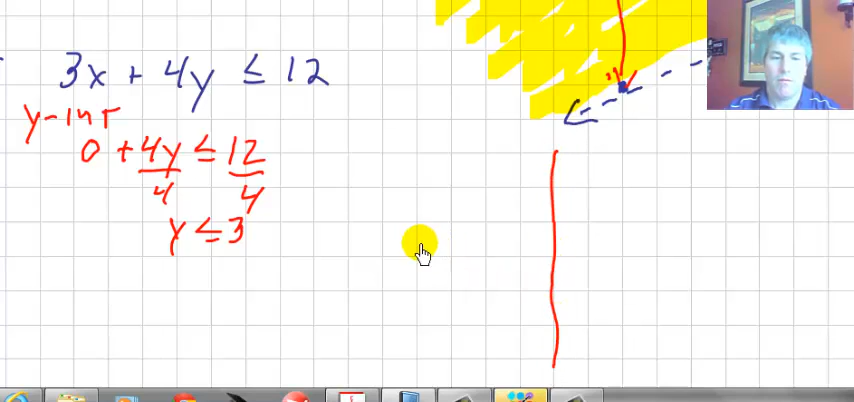 3x + 4y ≤ 12
y-int
0 + 4y ≤ 12
4 4
y ≤ 3